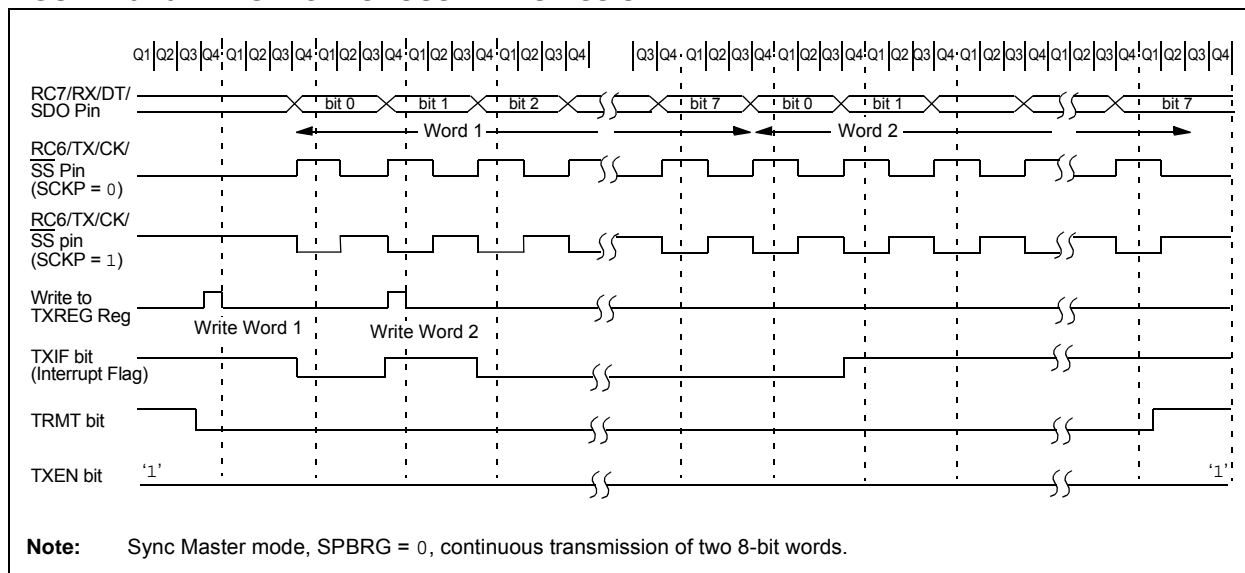 Q1 Q2 Q3 Q4 Q1 Q2 Q3 Q4 Q1 Q2 Q3 Q4 Q1 Q2 Q3 Q4 Q1 Q2 Q3 Q4 Q3 Q4 Q1 Q2 Q3 Q4 Q1 Q2 Q3 Q4 Q1 Q2 Q3 Q4 Q1 Q2 Q3 Q4 Q1 Q2 Q3 Q4 Q1 Q2 Q3 Q4
RC7/RX/DT/
SDO Pin
bit 0 bit 1 bit 2 bit 7 bit 0 bit 1 bit 7
Word 1 Word 2
RC6/TX/CK/
SS Pin
(SCKP = 0)
RC6/TX/CK/
SS pin
(SCKP = 1)
Write to
TXREG Reg
Write Word 1 Write Word 2
TXIF bit
(Interrupt Flag)
TRMT bit
TXEN bit
‘1’ ‘1’
Note: Sync Master mode, SPBRG = 0, continuous transmission of two 8-bit words.